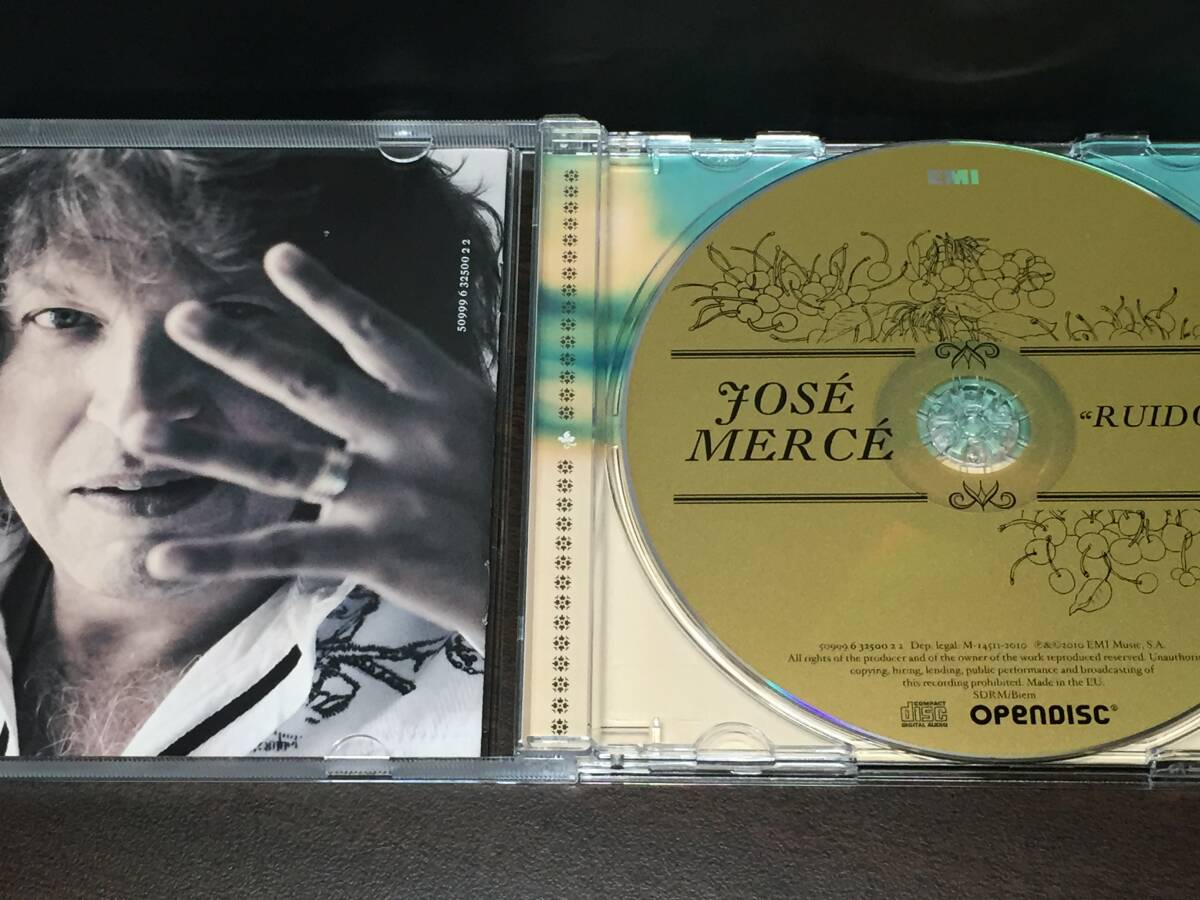 50999 6 32500 2 2
EMI
JOSÉ
MERCÉ
“RUIDO
50999 6 32500 2 2 Dep. legal: M-14511-2010 ℗&©2010 EMI Music, S.A.
All rights of the producer and of the owner of the work reproduced reserved. Unauthoris
copying, hiring, lending, public performance and broadcasting of
this recording prohibited. Made in the EU.
SDRM/Biem
COMPACT
disc
DIGITAL AUDIO
OPENDISC®